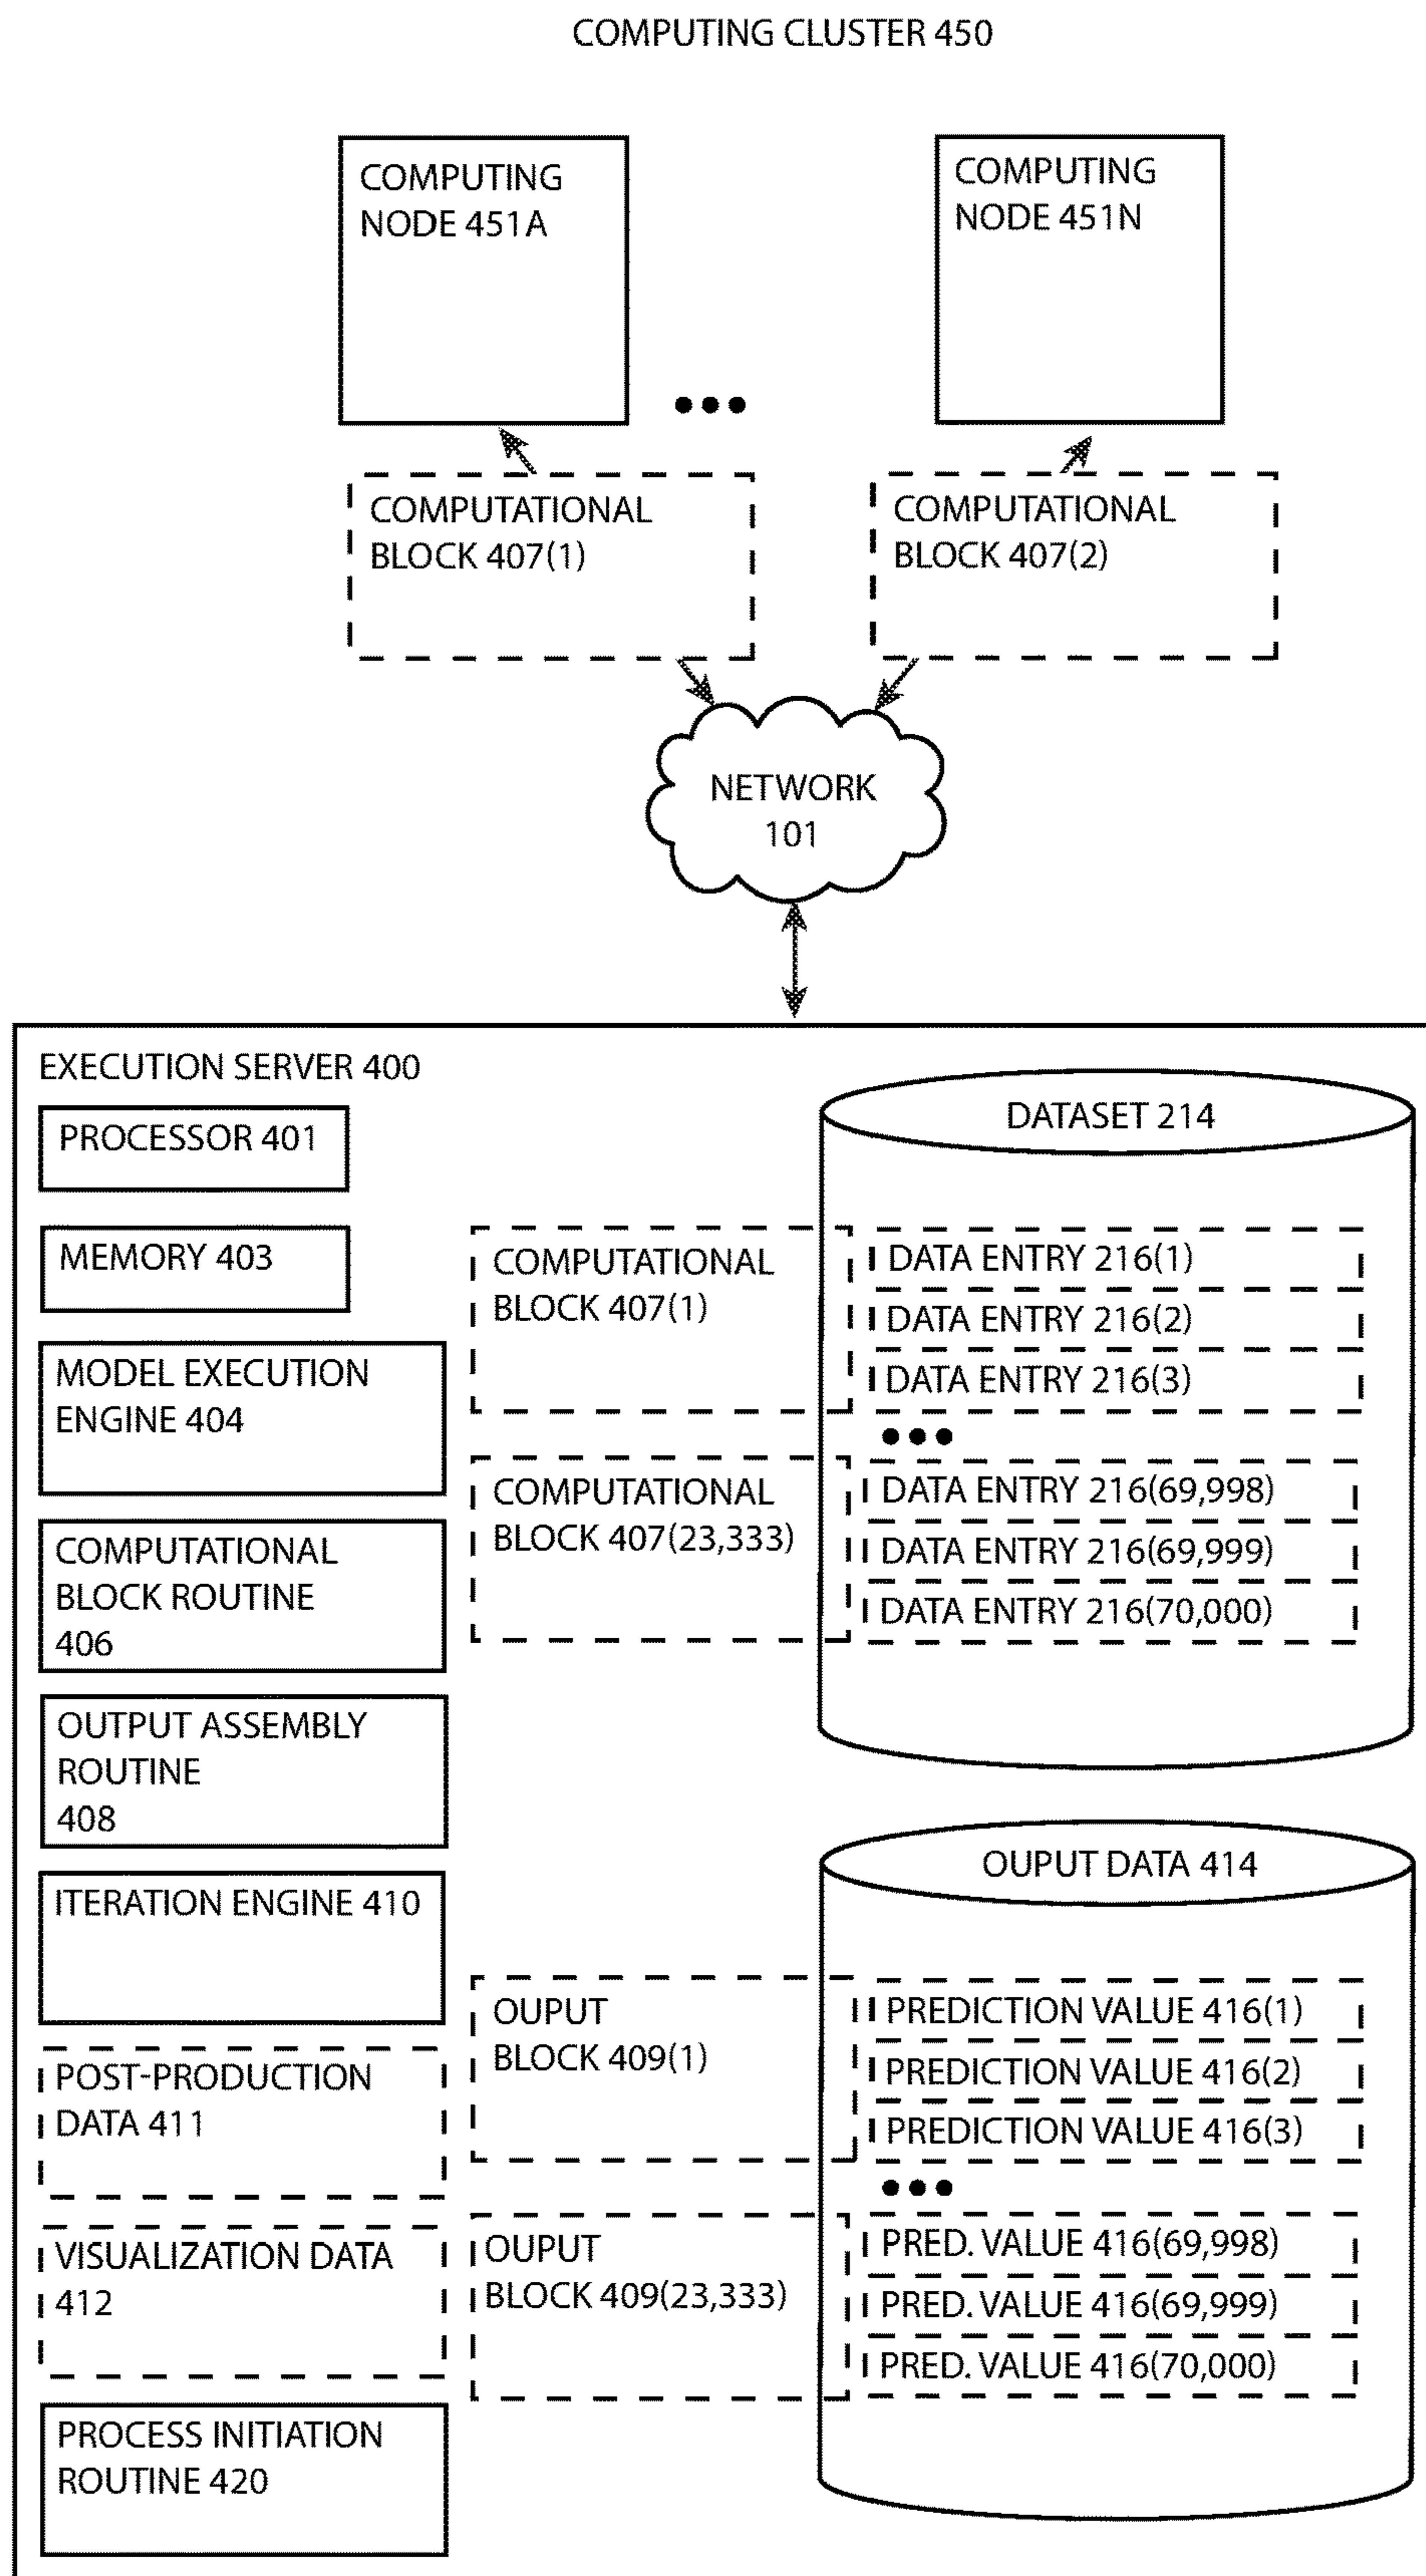 COMPUTING CLUSTER 450
COMPUTING
NODE 451A
COMPUTING
NODE 451N
COMPUTATIONAL
BLOCK 407(1)
COMPUTATIONAL
BLOCK 407(2)
NETWORK
101
EXECUTION SERVER 400
PROCESSOR 401
MEMORY 403
MODEL EXECUTION
ENGINE 404
COMPUTATIONAL
BLOCK ROUTINE
406
OUTPUT ASSEMBLY
ROUTINE
408
ITERATION ENGINE 410
POST-PRODUCTION
DATA 411
VISUALIZATION DATA
412
PROCESS INITIATION
ROUTINE 420
COMPUTATIONAL
BLOCK 407(1)
COMPUTATIONAL
BLOCK 407(23,333)
DATASET 214
DATA ENTRY 216(1)
DATA ENTRY 216(2)
DATA ENTRY 216(3)
DATA ENTRY 216(69,998)
DATA ENTRY 216(69,999)
DATA ENTRY 216(70,000)
OUPUT
BLOCK 409(1)
OUPUT
BLOCK 409(23,333)
OUPUT DATA 414
PREDICTION VALUE 416(1)
PREDICTION VALUE 416(2)
PREDICTION VALUE 416(3)
PRED. VALUE 416(69,998)
PRED. VALUE 416(69,999)
PRED. VALUE 416(70,000)